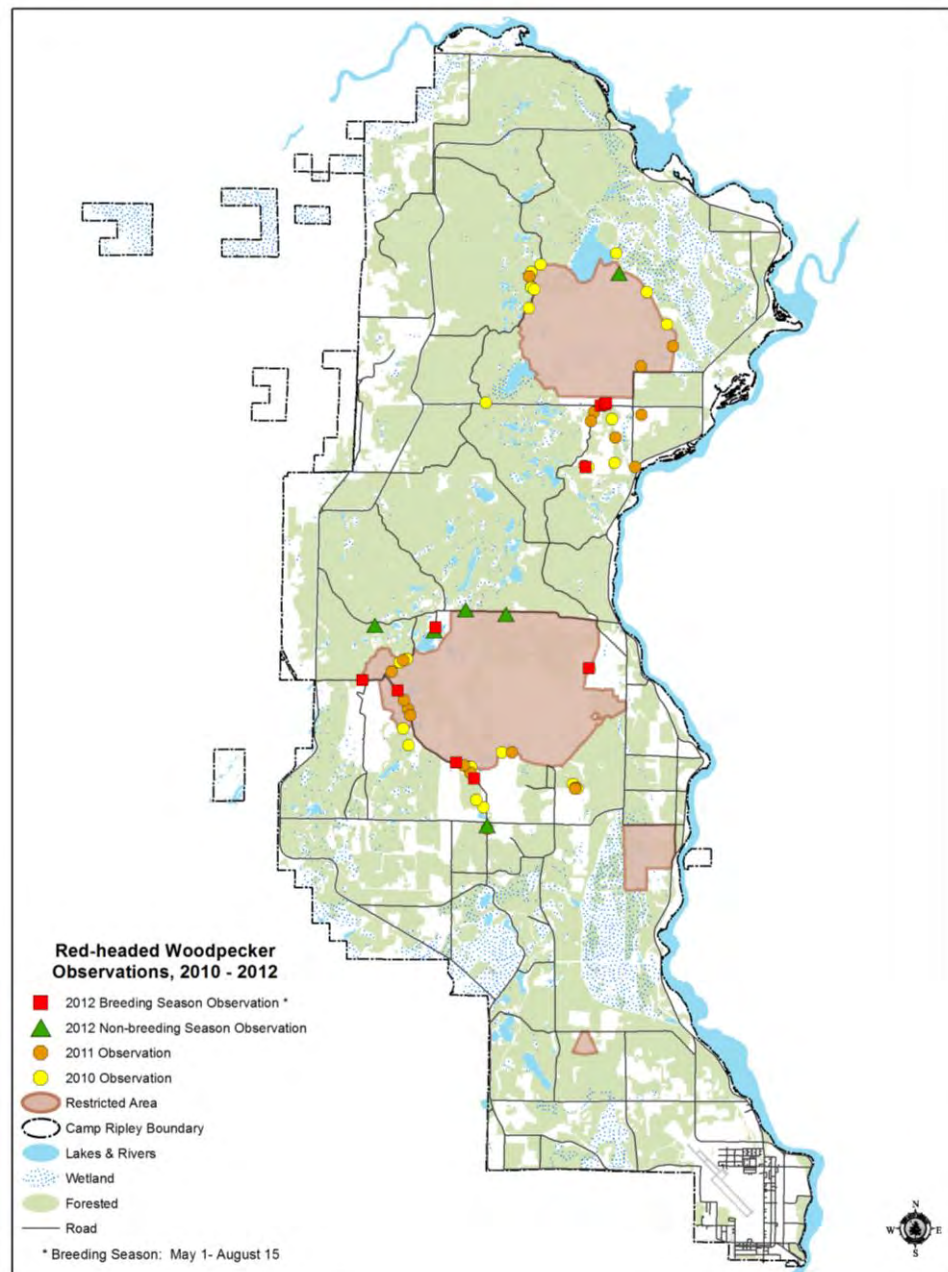 Red-headed Woodpecker
Observations, 2010 - 2012
2012 Breeding Season Observation *
2012 Non-breeding Season Observation
2011 Observation
2010 Observation
Restricted Area
Camp Ripley Boundary
Lakes & Rivers
Wetland
Forested
Road
* Breeding Season: May 1- August 15
N
W E
S